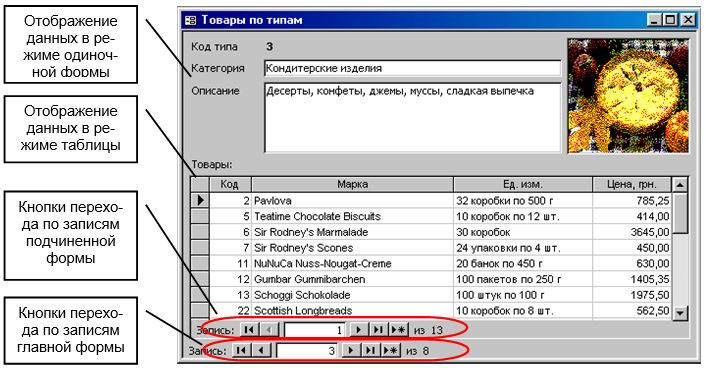 Отображение
данных в ре-
жиме одиноч-
ной формы
Отображение
данных в ре-
жиме таблицы
Кнопки перехо-
да по записям
подчиненной
формы
Кнопки перехо-
да по записям
главной формы
Товары по типам
Код типа 3
Категория Кондитерские изделия
Описание Десерты, конфеты, джемы, муссы, сладкая выпечка
Товары:
Код Марка Ед. изм. Цена, грн.
2 Pavlova 32 коробки по 500 г 785,25
5 Teatime Chocolate Biscuits 10 коробок по 12 шт. 414,00
6 Sir Rodney's Marmalade 30 коробок 3645,00
7 Sir Rodney's Scones 24 упаковки по 4 шт. 450,00
11 NuNuCa Nuss-Nougat-Creme 20 банок по 450 г 630,00
12 Gumbar Gummibarchen 100 пакетов по 250 г 1405,35
13 Schoggi Schokolade 100 штук по 100 г 1975,50
22 Scottish Longbreads 10 коробок по 8 шт. 562,50
Запись: 1 из 13
Запись: 3 из 8